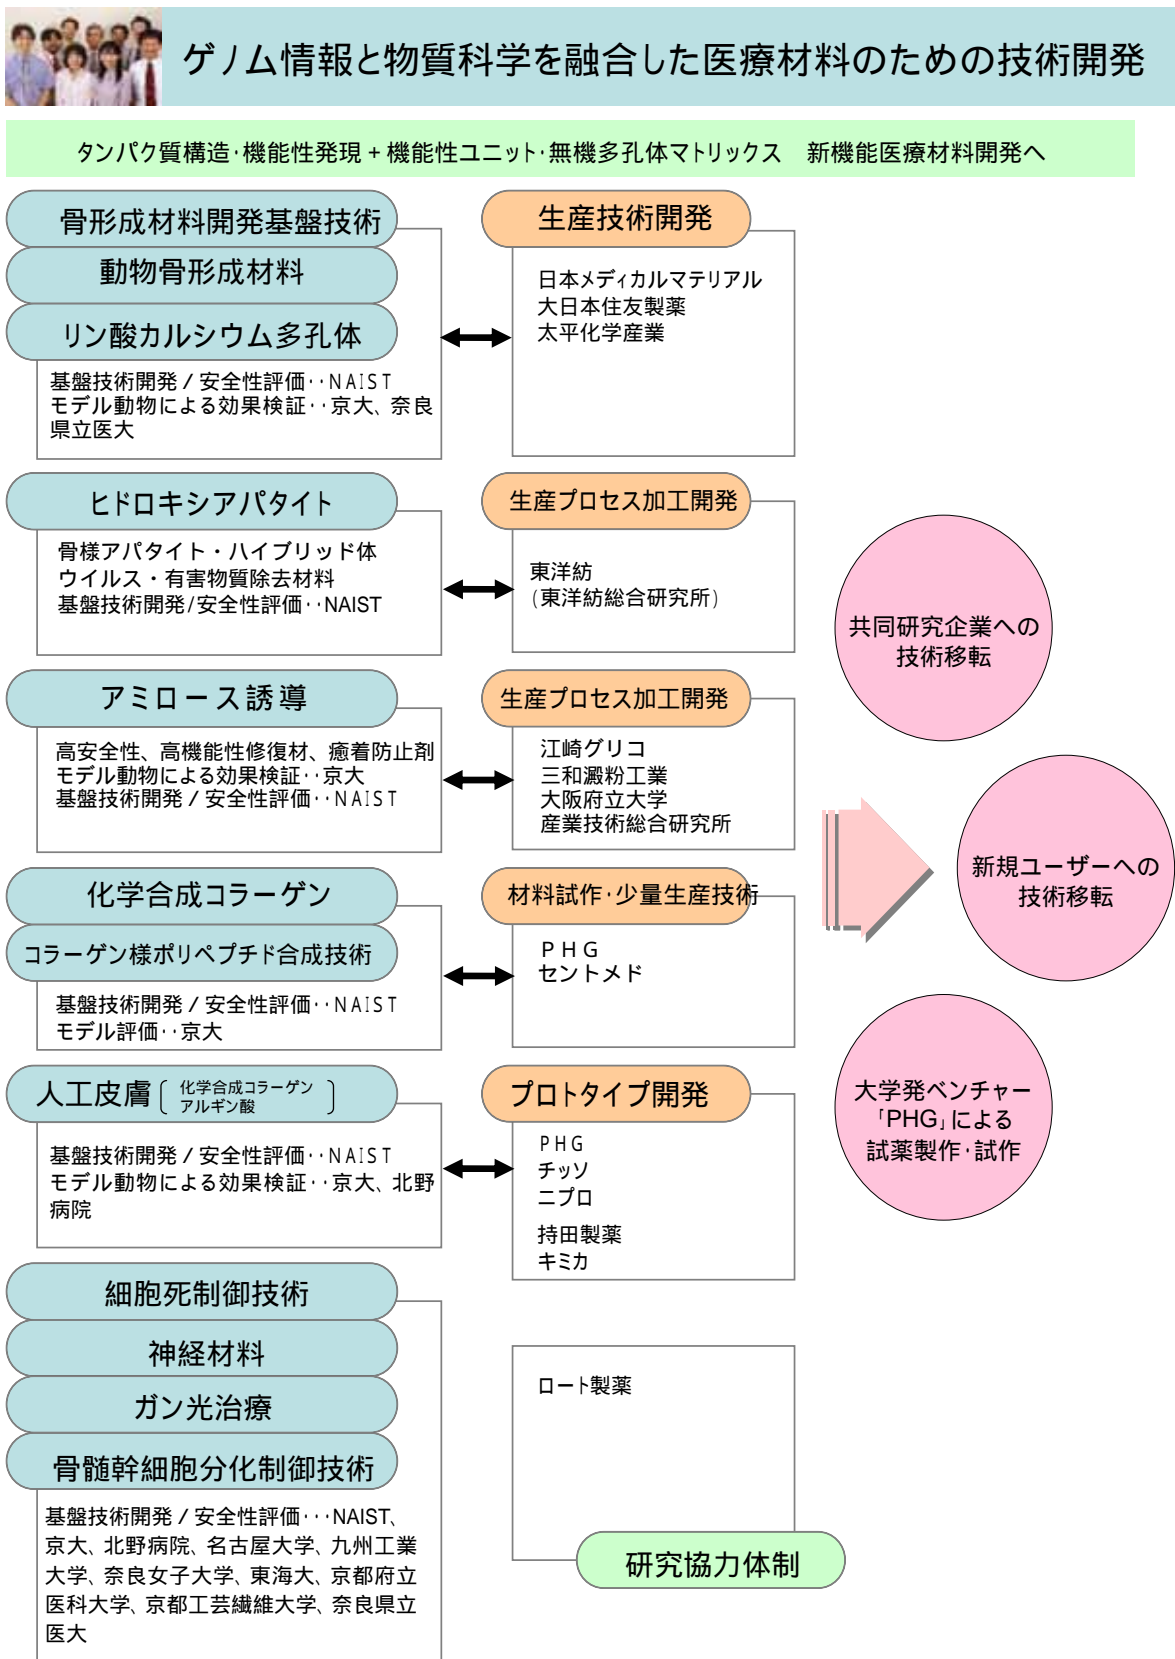 ゲノム情報と物質科学を融合した医療材料のための技術開発
タンパク質構造・機能性発現＋機能性ユニット・無機多孔体マトリックス　新機能医療材料開発へ
骨形成材料開発基盤技術
動物骨形成材料
リン酸カルシウム多孔体
基盤技術開発／安全性評価・・NAIST
モデル動物による効果検証・・京大、奈良
県立医大
生産技術開発
日本メディカルマテリアル
大日本住友製薬
太平化学産業
ヒドロキシアパタイト
骨様アパタイト・ハイブリッド体
ウイルス・有害物質除去材料
基盤技術開発/安全性評価・・NAIST
生産プロセス加工開発
東洋紡
（東洋紡総合研究所）
アミロース誘導
高安全性、高機能性修復材、癒着防止剤
モデル動物による効果検証・・京大
基盤技術開発／安全性評価・・NAIST
生産プロセス加工開発
江崎グリコ
三和澱粉工業
大阪府立大学
産業技術総合研究所
化学合成コラーゲン
コラーゲン様ポリペプチド合成技術
基盤技術開発／安全性評価・・NAIST
モデル評価・・京大
材料試作・少量生産技術
ＰＨＧ
セントメド
人工皮膚〔化学合成コラーゲン
アルギン酸〕
基盤技術開発／安全性評価・・NAIST
モデル動物による効果検証・・京大、北野
病院
プロトタイプ開発
PHG
チッソ
ニプロ
持田製薬
キミカ
細胞死制御技術
神経材料
ガン光治療
骨髄幹細胞分化制御技術
基盤技術開発／安全性評価・・・NAIST、
京大、北野病院、名古屋大学、九州工業
大学、奈良女子大学、東海大、京都府立
医科大学、京都工芸繊維大学、奈良県立
医大
ロート製薬
研究協力体制
共同研究企業への
技術移転
新規ユーザーへの
技術移転
大学発ベンチャー
「PHG」による
試薬製作・試作